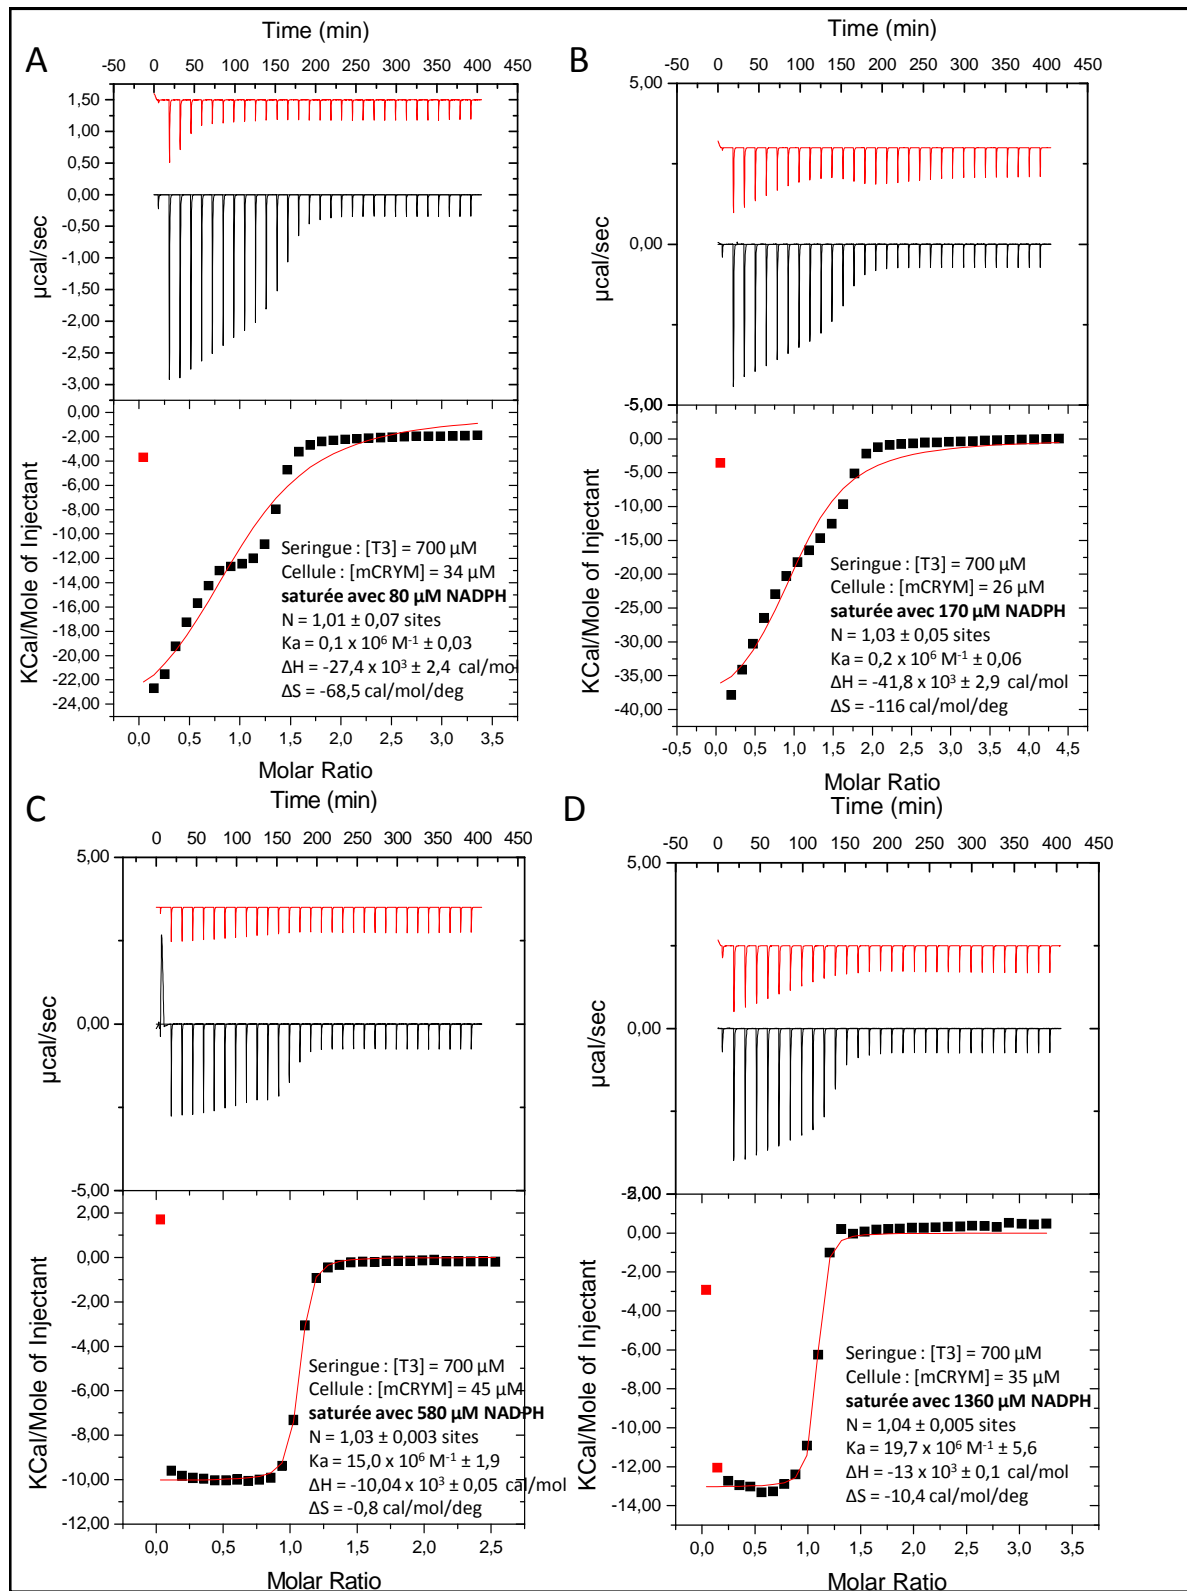 Time (min)
A
-50 0 50 100 150 200 250 300 350 400 450
1,50
1,00
0,50
0,00
-0,50
-1,00
-1,50
-2,00
-2,50
-3,00
µcal/sec
0,00
-2,00
-4,00
-6,00
-8,00
-10,00
-12,00
-14,00
-16,00
-18,00
-20,00
-22,00
-24,00
KCal/Mole of Injectant
Seringue : [T3] = 700 µM
Cellule : [mCRYM] = 34 µM
saturée avec 80 µM NADPH
N = 1,01 ± 0,07 sites
Ka = 0,1 x 10⁶ M⁻¹ ± 0,03
ΔH = -27,4 x 10³ ± 2,4 cal/mol
ΔS = -68,5 cal/mol/deg
0,0 0,5 1,0 1,5 2,0 2,5 3,0 3,5
Molar Ratio
Time (min)
B
-50 0 50 100 150 200 250 300 350 400 450
5,00
0,00
-5,00
µcal/sec
0,00
-5,00
-10,00
-15,00
-20,00
-25,00
-30,00
-35,00
-40,00
KCal/Mole of Injectant
Seringue : [T3] = 700 µM
Cellule : [mCRYM] = 26 µM
saturée avec 170 µM NADPH
N = 1,03 ± 0,05 sites
Ka = 0,2 x 10⁶ M⁻¹ ± 0,06
ΔH = -41,8 x 10³ ± 2,9 cal/mol
ΔS = -116 cal/mol/deg
-0,5 0,0 0,5 1,0 1,5 2,0 2,5 3,0 3,5 4,0 4,5
Molar Ratio
Time (min)
C
0 50 100 150 200 250 300 350 400 450
5,00
0,00
-5,00
µcal/sec
2,00
0,00
-2,00
-4,00
-6,00
-8,00
-10,00
-12,00
KCal/Mole of Injectant
Seringue : [T3] = 700 µM
Cellule : [mCRYM] = 45 µM
saturée avec 580 µM NADPH
N = 1,03 ± 0,003 sites
Ka = 15,0 x 10⁶ M⁻¹ ± 1,9
ΔH = -10,04 x 10³ ± 0,05 cal/mol
ΔS = -0,8 cal/mol/deg
0,0 0,5 1,0 1,5 2,0 2,5
Molar Ratio
Time (min)
D
-50 0 50 100 150 200 250 300 350 400 450
5,00
0,00
µcal/sec
0,00
-2,00
-4,00
-6,00
-8,00
-10,00
-12,00
-14,00
KCal/Mole of Injectant
Seringue : [T3] = 700 µM
Cellule : [mCRYM] = 35 µM
saturée avec 1360 µM NADPH
N = 1,04 ± 0,005 sites
Ka = 19,7 x 10⁶ M⁻¹ ± 5,6
ΔH = -13 x 10³ ± 0,1 cal/mol
ΔS = -10,4 cal/mol/deg
0,0 0,5 1,0 1,5 2,0 2,5 3,0 3,5
Molar Ratio